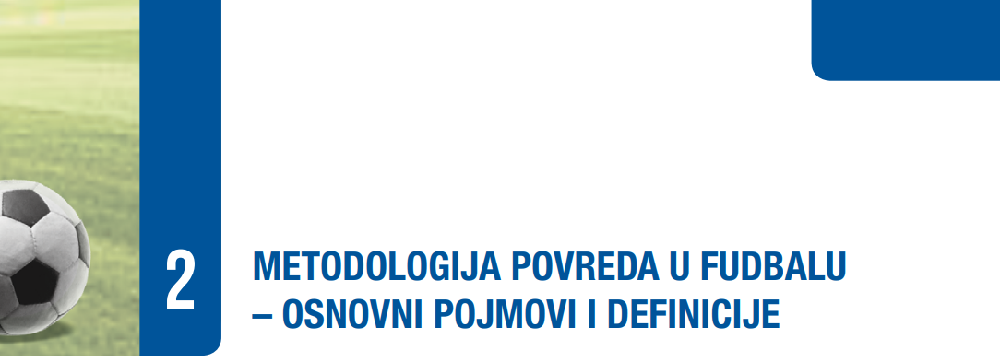 2
METODOLOGIJA POVREDA U FUDBALU
– OSNOVNI POJMOVI I DEFINICIJE